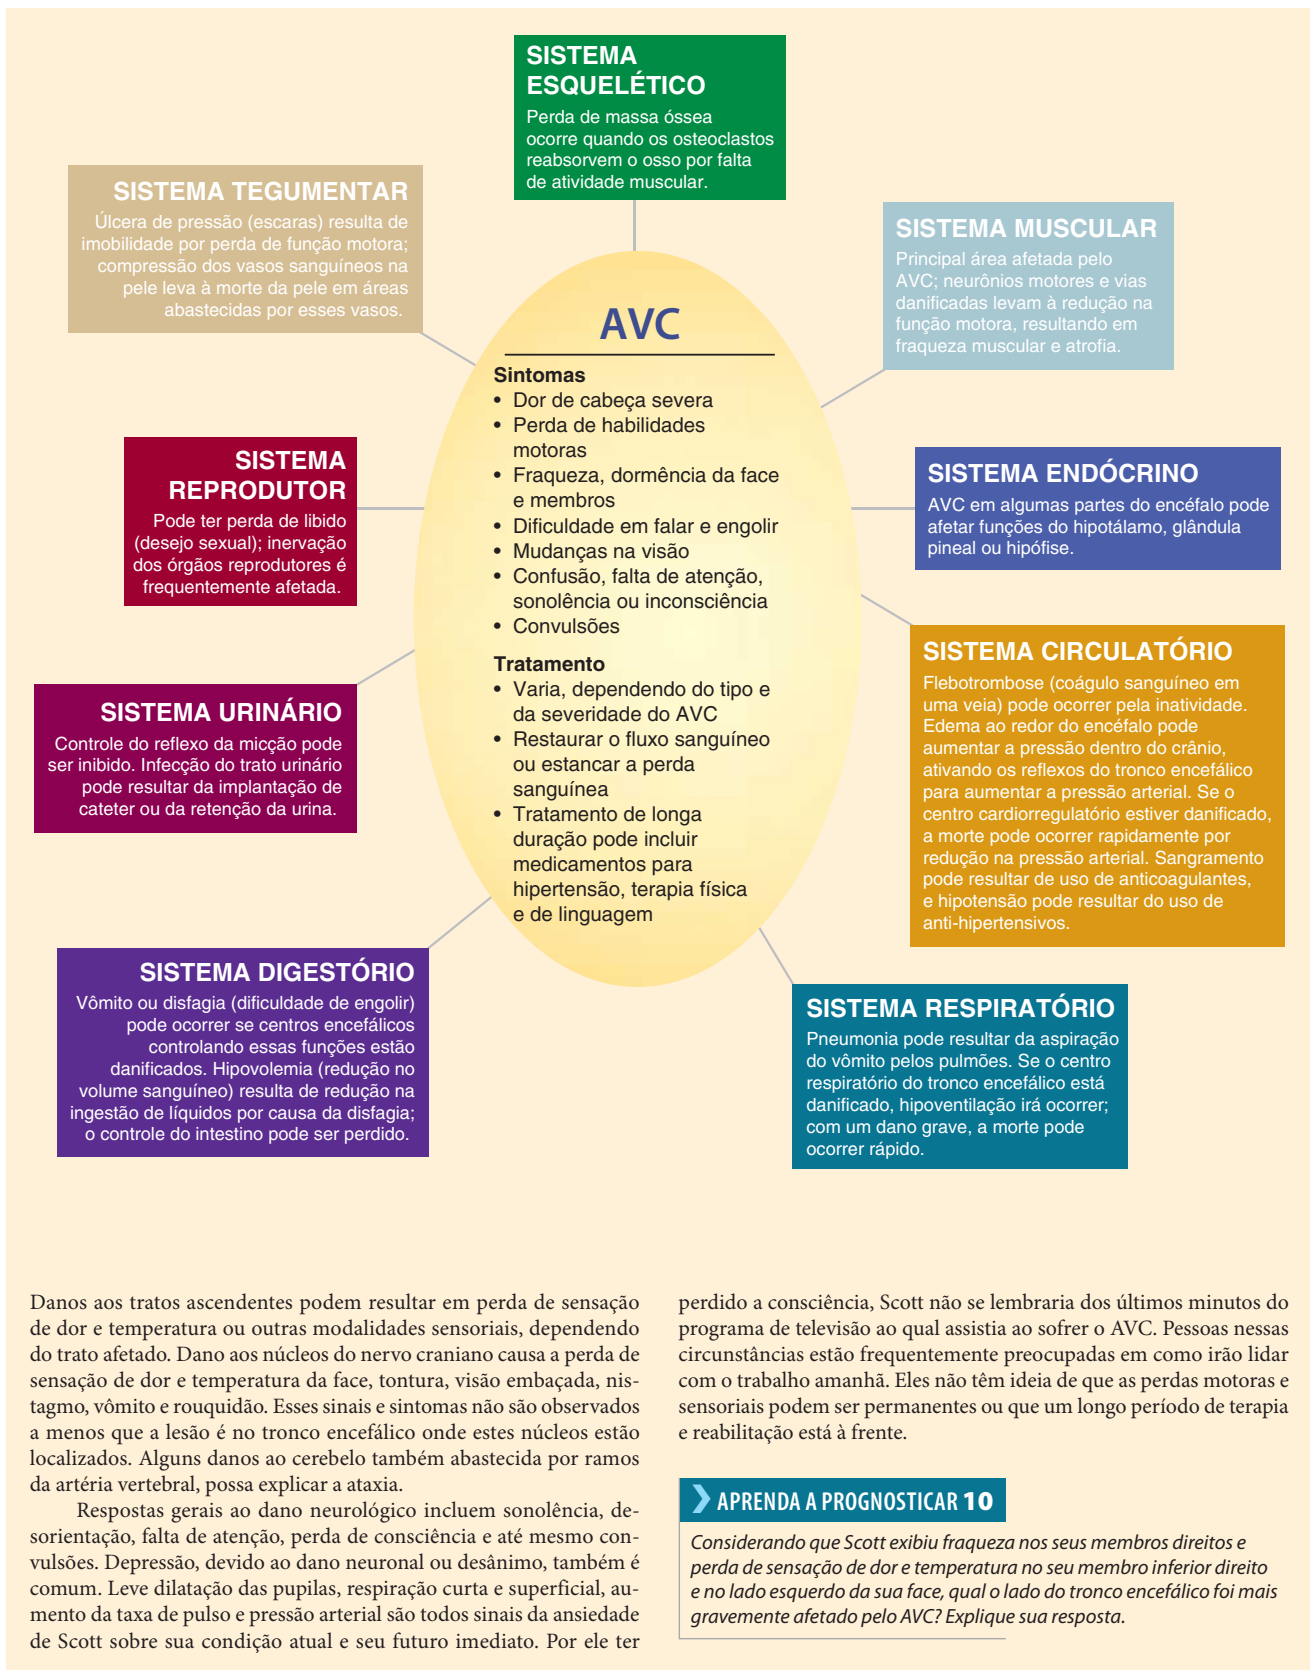 SISTEMA
ESQUELÉTICO
Perda de massa óssea
ocorre quando os osteoclastos
reabsorvem o osso por falta
de atividade muscular.
SISTEMA TEGUMENTAR
Úlcera de pressão (escaras) resulta de
imobilidade por perda de função motora;
compressão dos vasos sanguíneos na
pele leva à morte da pele em áreas
abastecidas por esses vasos.
SISTEMA MUSCULAR
Principal área afetada pelo
AVC; neurônios motores e vias
danificadas levam à redução na
função motora, resultando em
fraqueza muscular e atrofia.
AVC
Sintomas
• Dor de cabeça severa
• Perda de habilidades
motoras
• Fraqueza, dormência da face
e membros
• Dificuldade em falar e engolir
• Mudanças na visão
• Confusão, falta de atenção,
sonolência ou inconsciência
• Convulsões
Tratamento
• Varia, dependendo do tipo e
da severidade do AVC
• Restaurar o fluxo sanguíneo
ou estancar a perda
sanguínea
• Tratamento de longa
duração pode incluir
medicamentos para
hipertensão, terapia física
e de linguagem
SISTEMA
REPRODUTOR
Pode ter perda de libido
(desejo sexual); inervação
dos órgãos reprodutores é
frequentemente afetada.
SISTEMA ENDÓCRINO
AVC em algumas partes do encéfalo pode
afetar funções do hipotálamo, glândula
pineal ou hipófise.
SISTEMA URINÁRIO
Controle do reflexo da micção pode
ser inibido. Infecção do trato urinário
pode resultar da implantação de
cateter ou da retenção da urina.
SISTEMA CIRCULATÓRIO
Flebotrombose (coágulo sanguíneo em
uma veia) pode ocorrer pela inatividade.
Edema ao redor do encéfalo pode
aumentar a pressão dentro do crânio,
ativando os reflexos do tronco encefálico
para aumentar a pressão arterial. Se o
centro cardiorregulatório estiver danificado,
a morte pode ocorrer rapidamente por
redução na pressão arterial. Sangramento
pode resultar de uso de anticoagulantes,
e hipotensão pode resultar do uso de
anti-hipertensivos.
SISTEMA DIGESTÓRIO
Vômito ou disfagia (dificuldade de engolir)
pode ocorrer se centros encefálicos
controlando essas funções estão
danificados. Hipovolemia (redução no
volume sanguíneo) resulta de redução na
ingestão de líquidos por causa da disfagia;
o controle do intestino pode ser perdido.
SISTEMA RESPIRATÓRIO
Pneumonia pode resultar da aspiração
do vômito pelos pulmões. Se o centro
respiratório do tronco encefálico está
danificado, hipoventilação irá ocorrer;
com um dano grave, a morte pode
ocorrer rápido.
Danos aos tratos ascendentes podem resultar em perda de sensação
de dor e temperatura ou outras modalidades sensoriais, dependendo
do trato afetado. Dano aos núcleos do nervo craniano causa a perda de
sensação de dor e temperatura da face, tontura, visão embaçada, nis-
tagmo, vômito e rouquidão. Esses sinais e sintomas não são observados
a menos que a lesão é no tronco encefálico onde estes núcleos estão
localizados. Alguns danos ao cerebelo também abastecida por ramos
da artéria vertebral, possa explicar a ataxia.
Respostas gerais ao dano neurológico incluem sonolência, de-
sorientação, falta de atenção, perda de consciência e até mesmo con-
vulsões. Depressão, devido ao dano neuronal ou desânimo, também é
comum. Leve dilatação das pupilas, respiração curta e superficial, au-
mento da taxa de pulso e pressão arterial são todos sinais da ansiedade
de Scott sobre sua condição atual e seu futuro imediato. Por ele ter
perdido a consciência, Scott não se lembraria dos últimos minutos do
programa de televisão ao qual assistia ao sofrer o AVC. Pessoas nessas
circunstâncias estão frequentemente preocupadas em como irão lidar
com o trabalho amanhã. Eles não têm ideia de que as perdas motoras e
sensoriais podem ser permanentes ou que um longo período de terapia
e reabilitação está à frente.
APRENDA A PROGNOSTICAR 10
Considerando que Scott exibiu fraqueza nos seus membros direitos e
perda de sensação de dor e temperatura no seu membro inferior direito
e no lado esquerdo da sua face, qual o lado do tronco encefálico foi mais
gravemente afetado pelo AVC? Explique sua resposta.